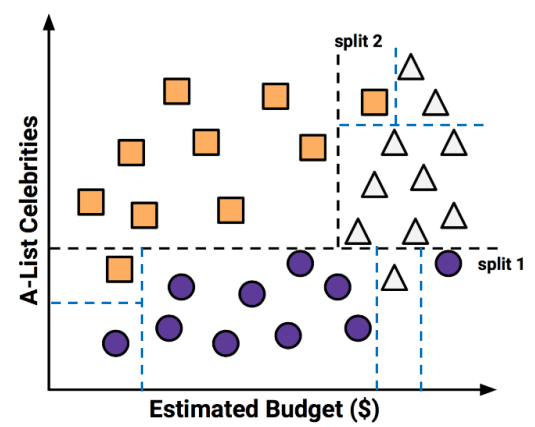 split 2
A-List Celebrities
split 1
Estimated Budget ($)